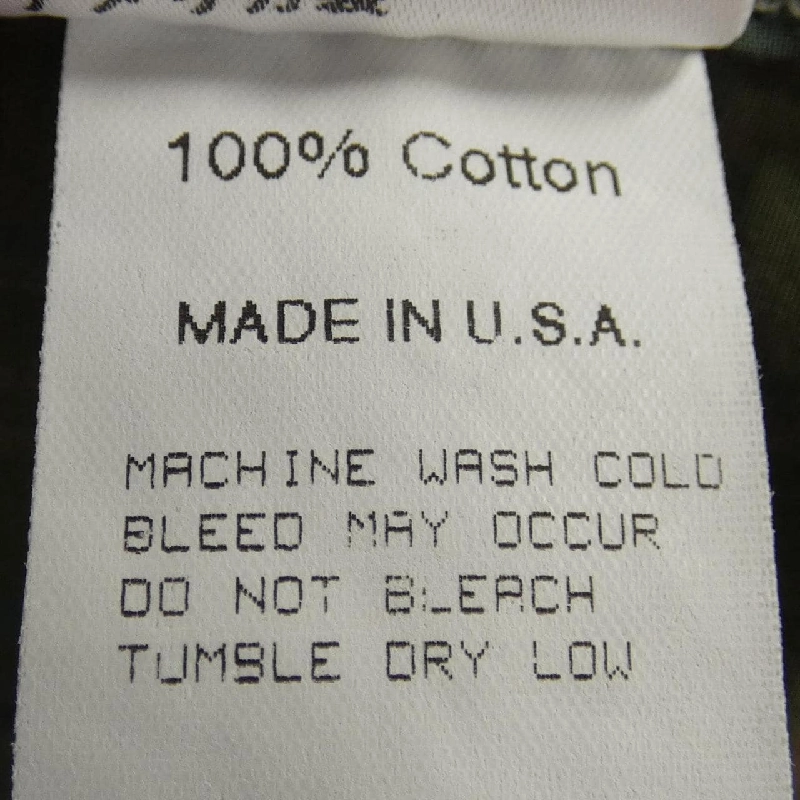 100% Cotton
MADE IN U.S.A.
MACHINE WASH COLD
BLEED MAY OCCUR
DO NOT BLEACH
TUMBLE DRY LOW